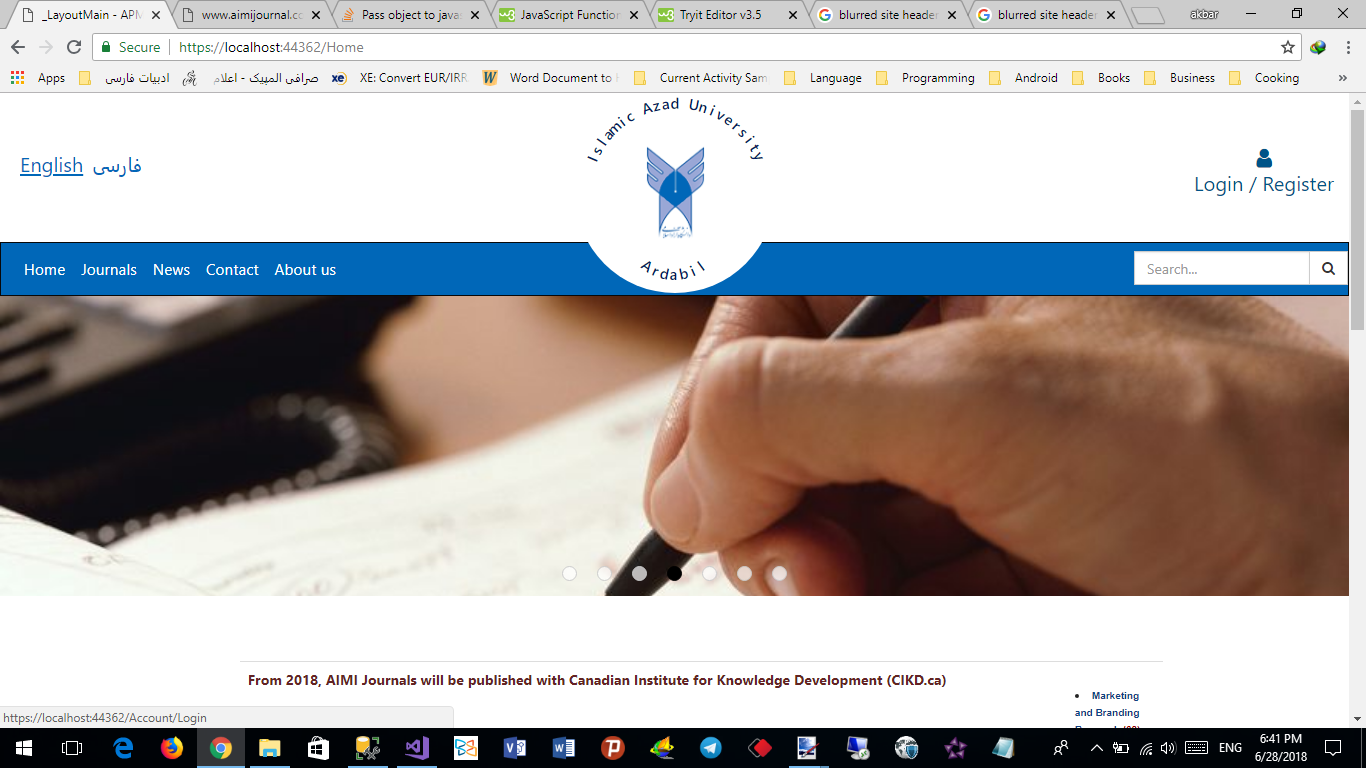 _LayoutMain - APM
www.aimijournal.co
Pass object to javas
JavaScript Function
Tryit Editor v3.5
blurred site header
blurred site header
akbar
Secure
https://localhost:44362/Home
Apps
ادبیات فارسی
صرافی المپیک - اعلام
XE: Convert EUR/IRR
Word Document to
Current Activity Sam
Language
Programming
Android
Books
Business
Cooking
»
English فارسی
Islamic Azad University
Ardabil
Login / Register
Home Journals News Contact About us
Search...
From 2018, AIMI Journals will be published with Canadian Institute for Knowledge Development (CIKD.ca)
• Marketing
and Branding
https://localhost:44362/Account/Login
ENG
6:41 PM
6/28/2018